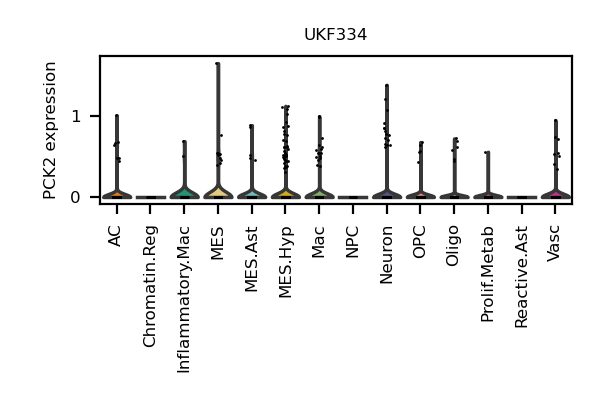 UKF334
PCK2 expression
1
0
AC
Chromatin.Reg
Inflammatory.Mac
MES
MES.Ast
MES.Hyp
Mac
NPC
Neuron
OPC
Oligo
Prolif.Metab
Reactive.Ast
Vasc